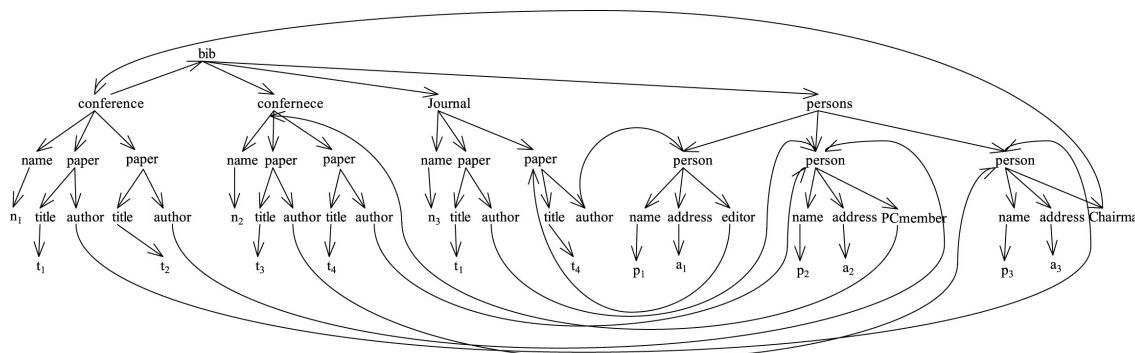 bib
conference confernece Journal persons
name paper paper name paper paper name paper paper person person person
n1 title author title author n2 title author title author n3 title author title author name address editor name address PCmember name address Chairma
t1 t2 t3 t4 t1 t4 p1 a1 p2 a2 p3 a3